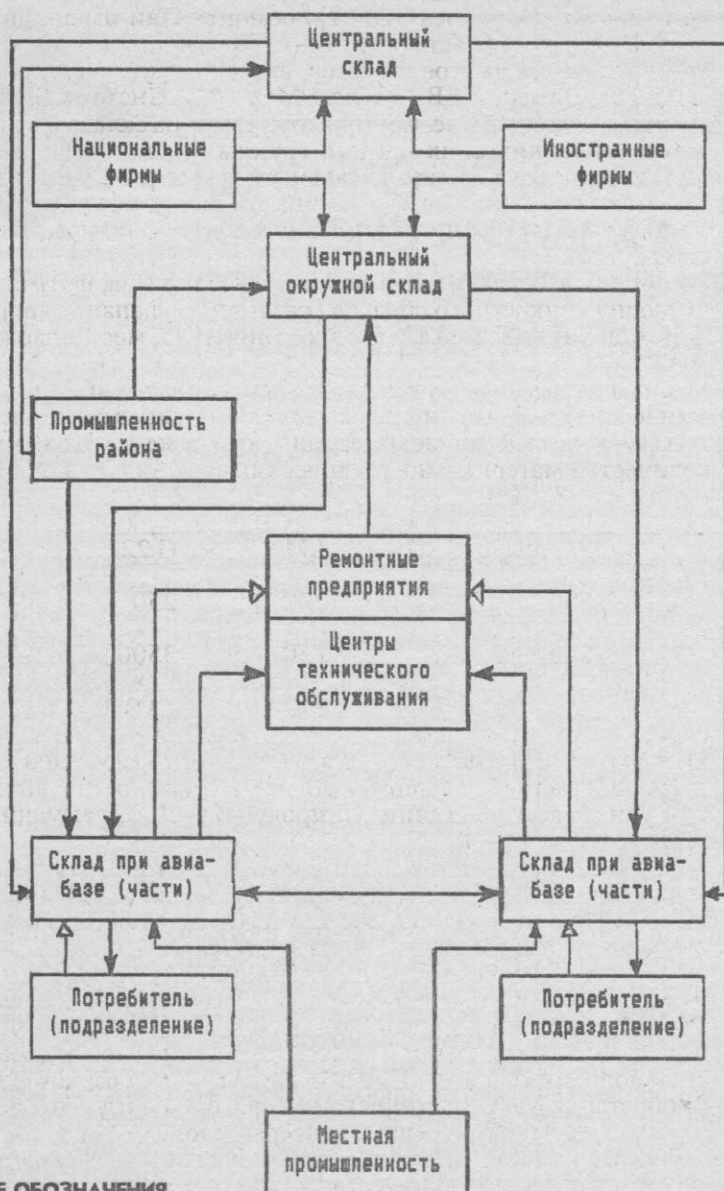 Центральный
склад
Национальные
фирмы
Иностранные
фирмы
Центральный
окружной склад
Промышленность
района
Ремонтные
предприятия
Центры
технического
обслуживания
Склад при авиа-
базе (части)
Склад при авиа-
базе (части)
Потребитель
(подразделение)
Потребитель
(подразделение)
Местная
промышленность
ОБОЗНАЧЕНИЯ